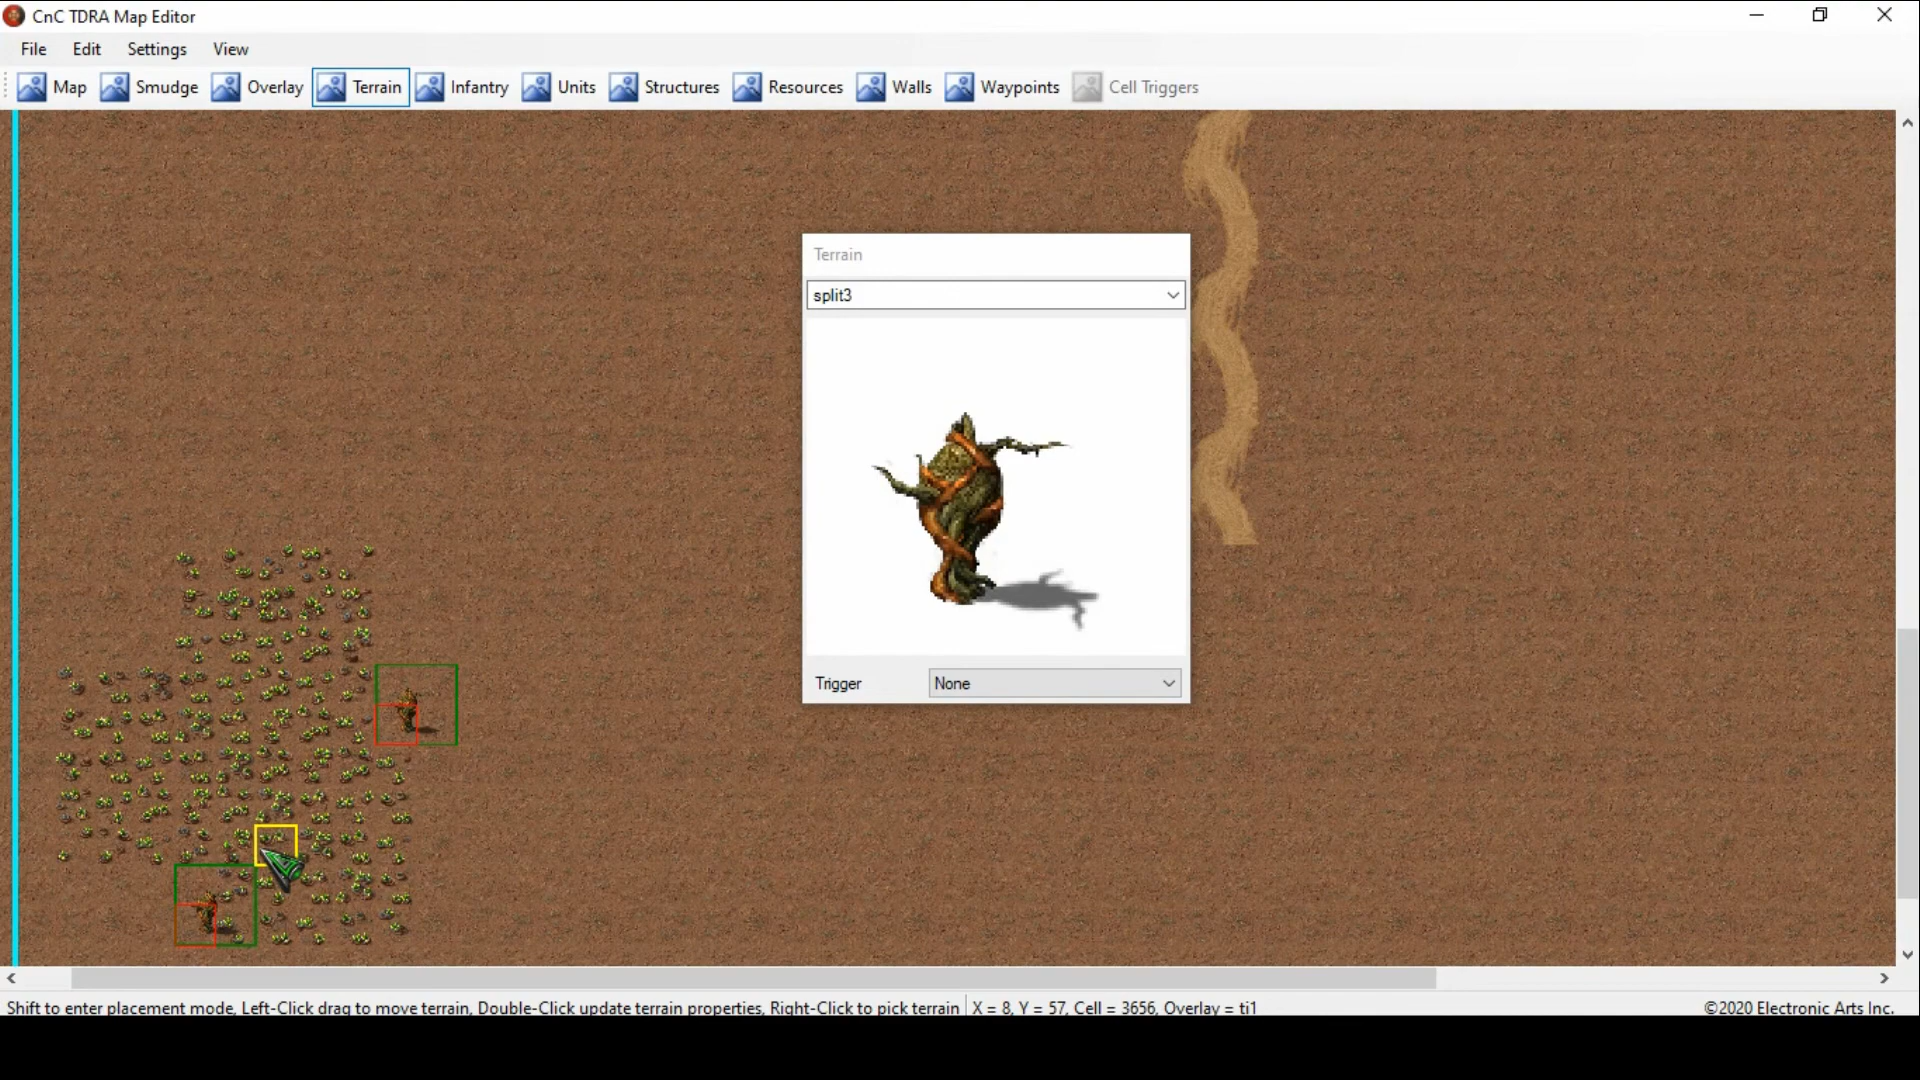 CnC TDRA Map Editor
File Edit Settings View
Map Smudge Overlay Terrain Infantry Units Structures Resources Walls Waypoints Cell Triggers
Terrain
split3
Trigger None
Shift to enter placement mode, Left-Click drag to move terrain, Double-Click update terrain properties, Right-Click to pick terrain X = 8, Y = 57, Cell = 3656, Overlay = ti1 ©2020 Electronic Arts Inc.